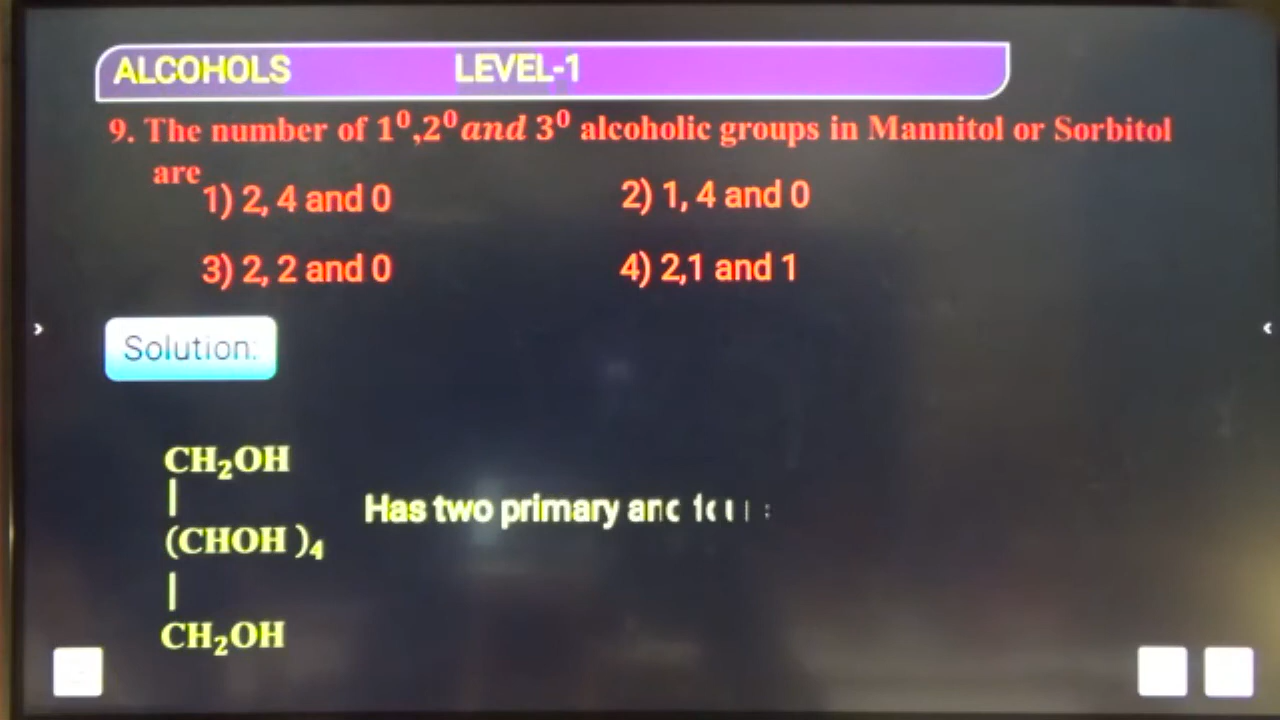 ALCOHOLS LEVEL-1
9. The number of 1⁰,2⁰ and 3⁰ alcoholic groups in Mannitol or Sorbitol
are
1) 2, 4 and 0 2) 1, 4 and 0
3) 2, 2 and 0 4) 2,1 and 1
Solution:
CH₂OH
|
(CHOH )₄
|
CH₂OH
Has two primary